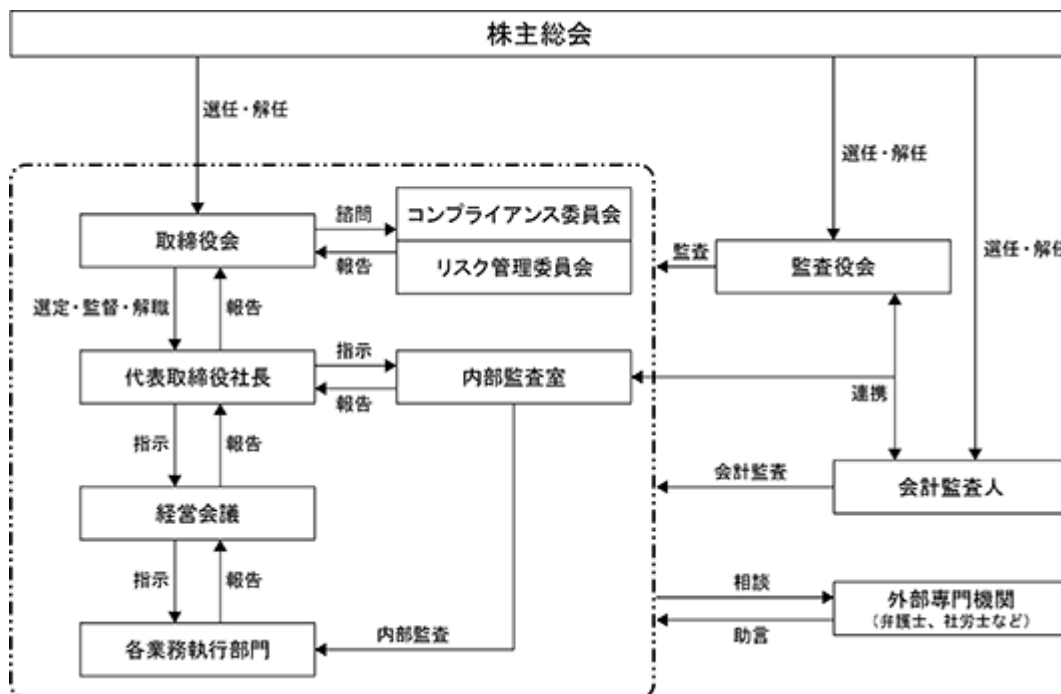 株主総会
選任・解任
選任・解任
選任・解任
取締役会
諮問
報告
コンプライアンス委員会
リスク管理委員会
監査
監査役会
選定・監督・解職
報告
代表取締役社長
指示
報告
内部監査室
連携
指示
報告
会計監査
会計監査人
経営会議
指示
報告
相談
助言
外部専門機関
(弁護士、社労士など)
内部監査
各業務執行部門